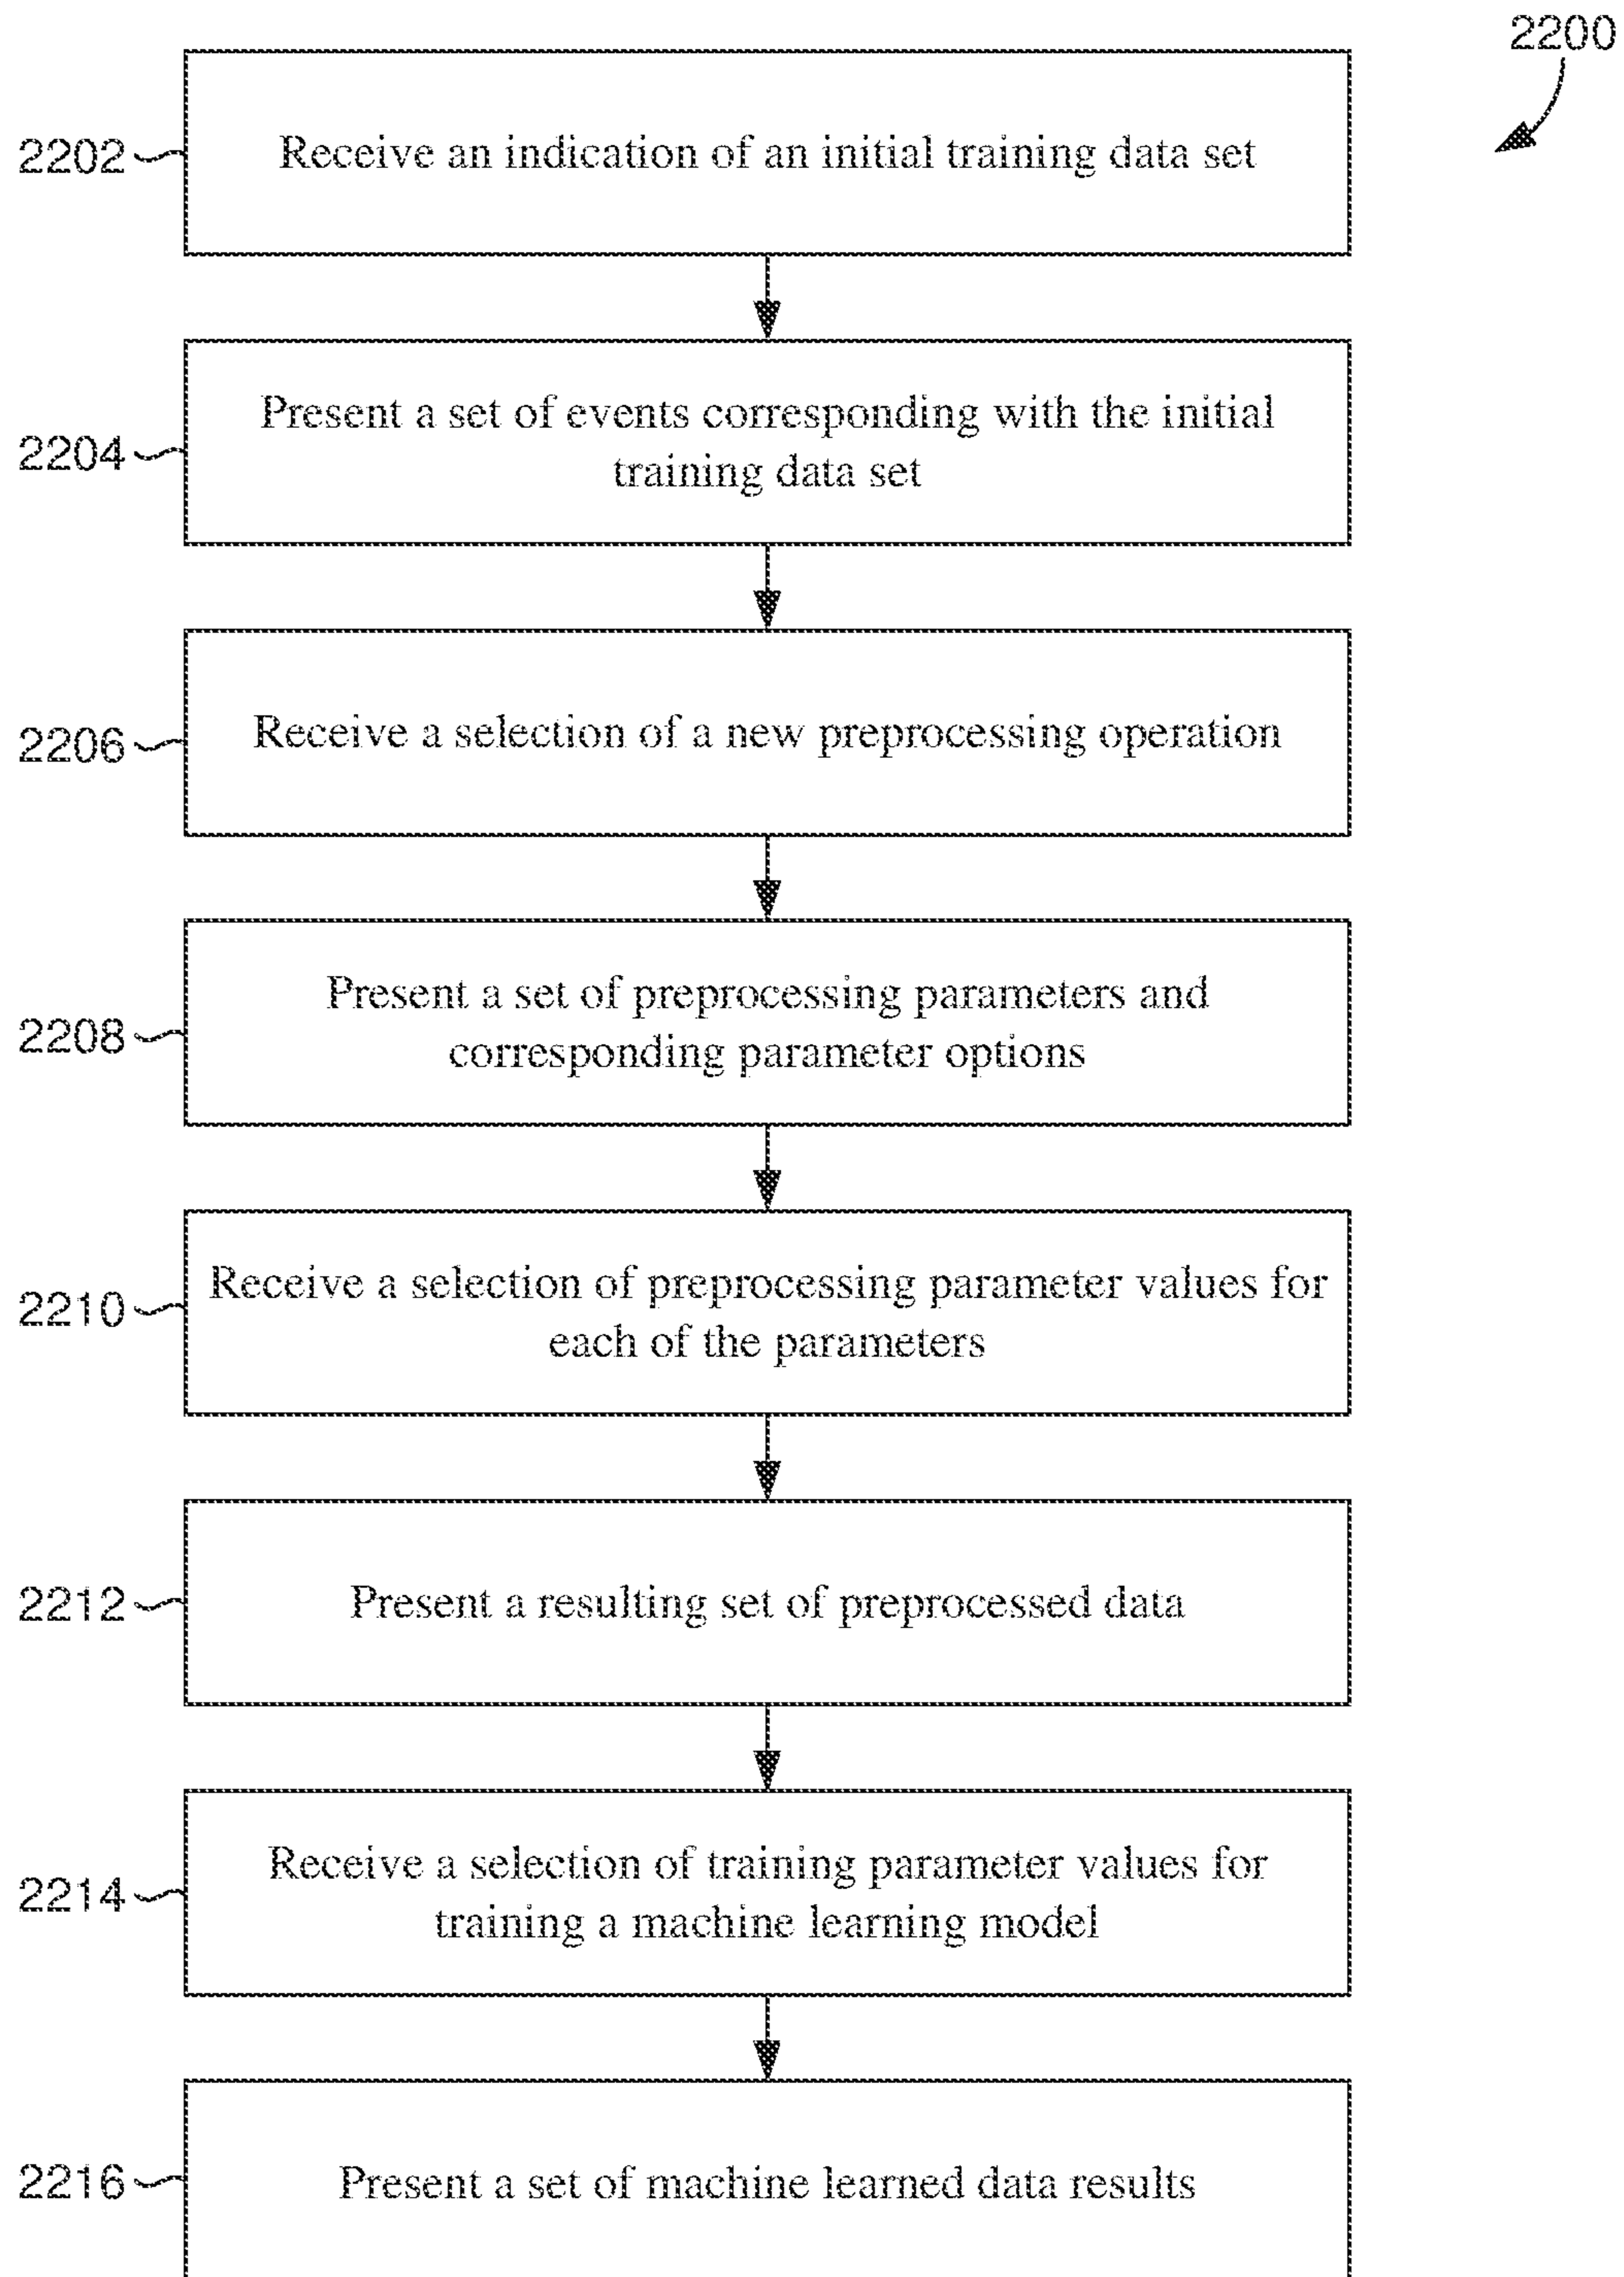 2200
2202
Receive an indication of an initial training data set
2204
Present a set of events corresponding with the initial
training data set
2206
Receive a selection of a new preprocessing operation
2208
Present a set of preprocessing parameters and
corresponding parameter options
2210
Receive a selection of preprocessing parameter values for
each of the parameters
2212
Present a resulting set of preprocessed data
2214
Receive a selection of training parameter values for
training a machine learning model
2216
Present a set of machine learned data results